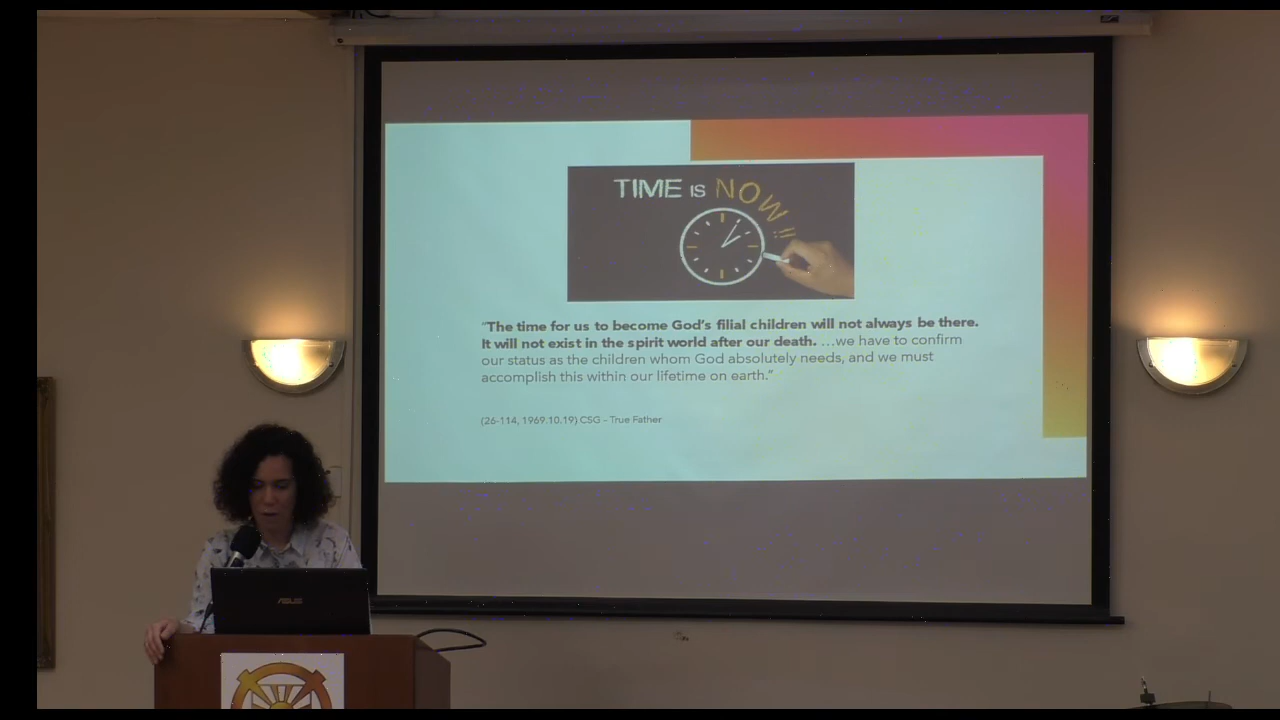 TIME IS NOW!!
"The time for us to become God's filial children will not always be there.
It will not exist in the spirit world after our death. ...we have to confirm
our status as the children whom God absolutely needs, and we must
accomplish this within our lifetime on earth."
(26-114, 1969.10.19) CSG - True Father
ASUS